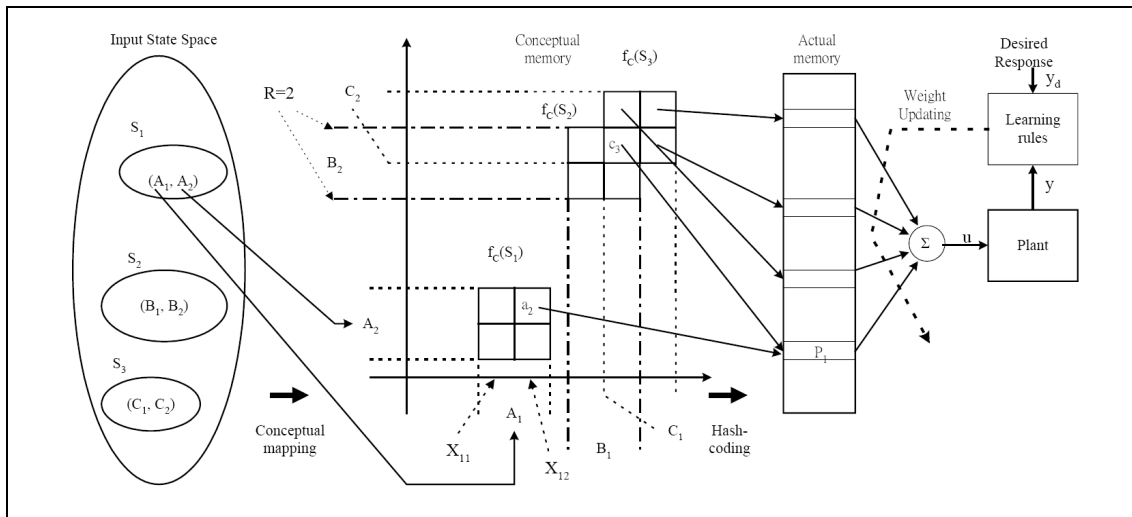 Input State Space
S1
(A1, A2)
S2
(B1, B2)
S3
(C1, C2)
Conceptual
mapping
R=2
C2
B2
A2
Conceptual
memory
fC(S3)
fC(S2)
c3
fC(S1)
a2
X11
A1
X12
B1
C1
Hash-
coding
Actual
memory
P1
Weight
Updating
Σ
u
Desired
Response
yd
Learning
rules
y
Plant